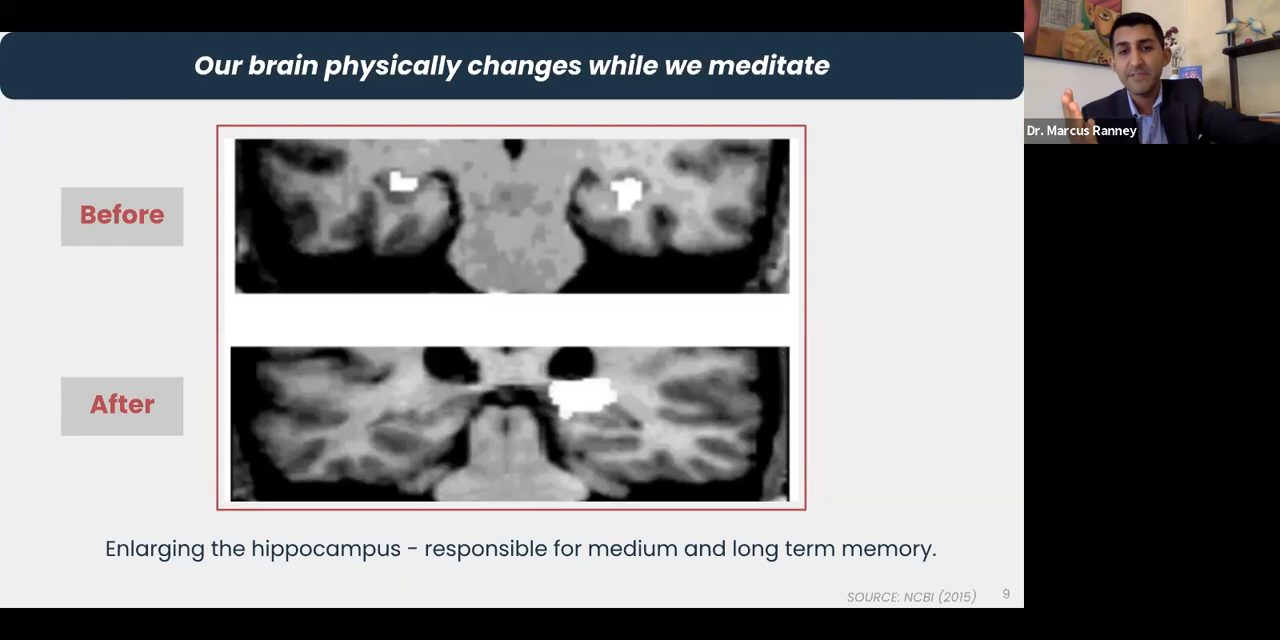 Our brain physically changes while we meditate
Dr. Marcus Ranney
Before
After
Enlarging the hippocampus - responsible for medium and long term memory.
SOURCE: NCBI (2015)
9